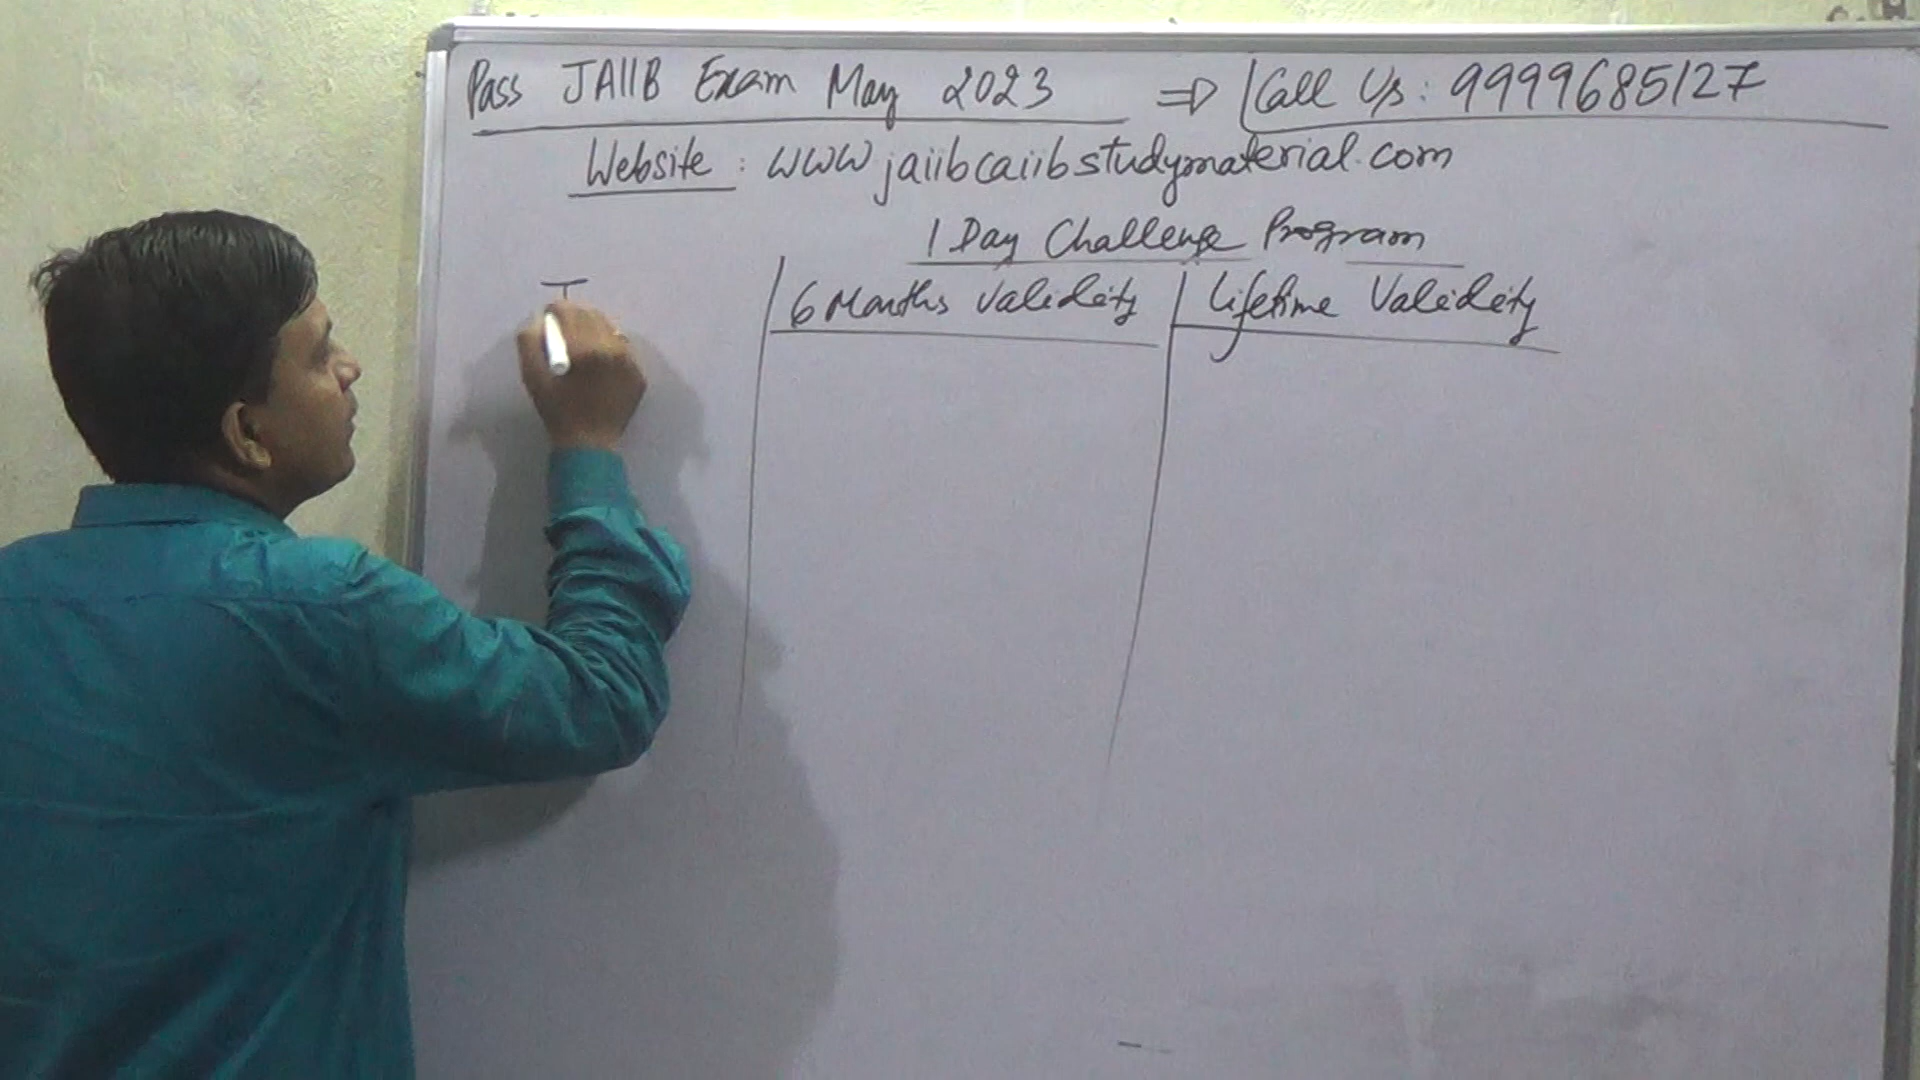 Pass JAIIB Exam May 2023 ⇒ Call Us: 9999685127
Website: www.jaiibcaiibstudymaterial.com
1 Day Challenge Program
6 Months Validity Lifetime Validity